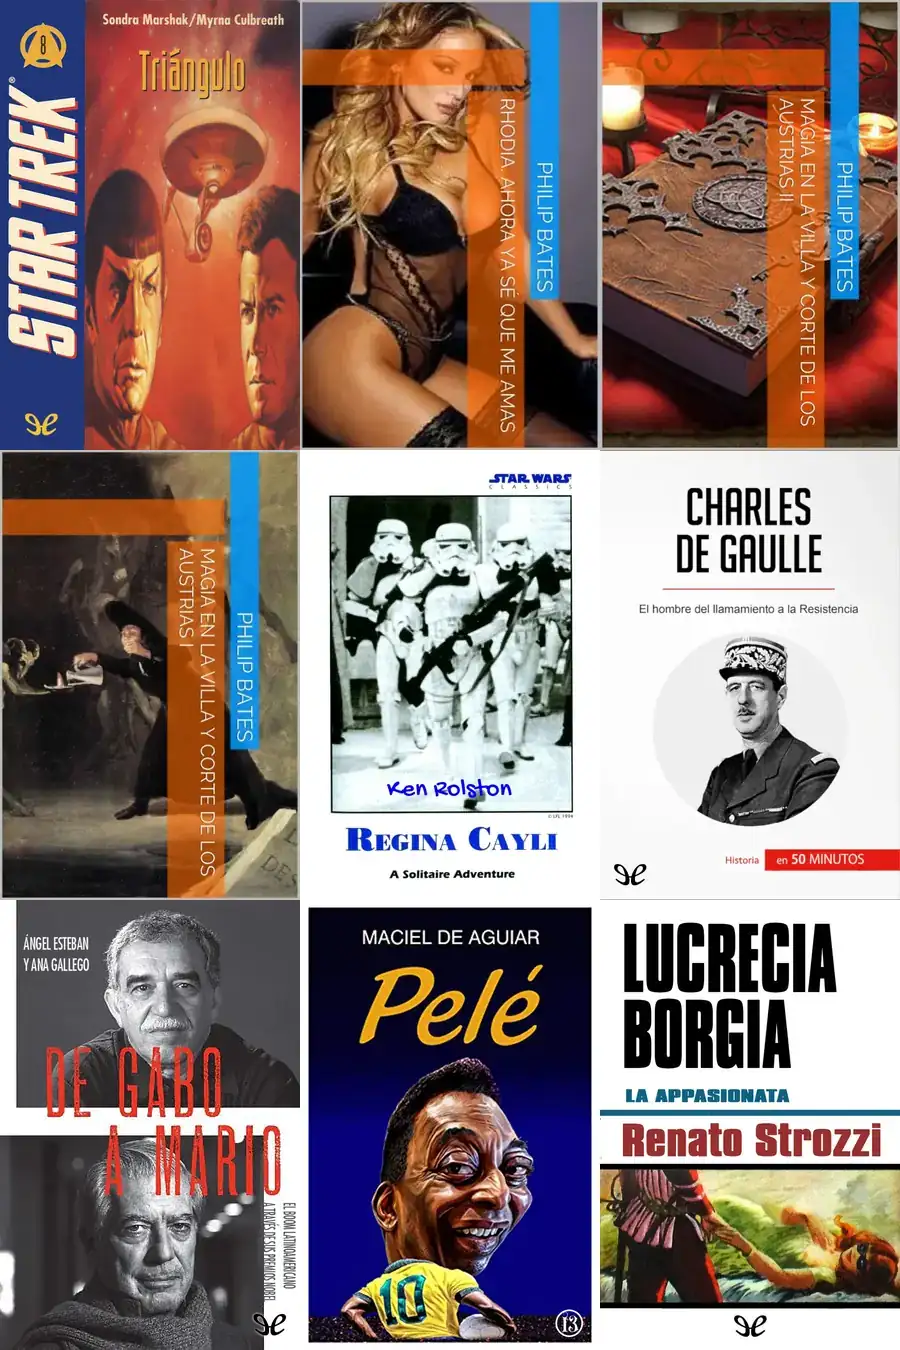 STAR TREK
8
Sondra Marshak/Myrna Culbreath
Triángulo
PHILIP BATES
RHODIA. AHORA YA SÉ QUE ME AMAS
PHILIP BATES
MAGIA EN LA VILLA Y CORTE DE LOS
AUSTRIAS II
PHILIP BATES
MAGIA EN LA VILLA Y CORTE DE LOS
AUSTRIAS I
STAR WARS
CLASSICS
Ken Rolston
© LFL 1994
REGINA CAYLI
A Solitaire Adventure
CHARLES
DE GAULLE
El hombre del llamamiento a la Resistencia
Historia en 50 MINUTOS
ÁNGEL ESTEBAN
Y ANA GALLEGO
DE GABO
A MARIO
EL BOOM LATINOAMERICANO
A TRAVÉS DE SUS PREMIOS NOBEL
MACIEL DE AGUIAR
Pelé
10
13
LUCRECIA
BORGIA
LA APPASIONATA
Renato Strozzi